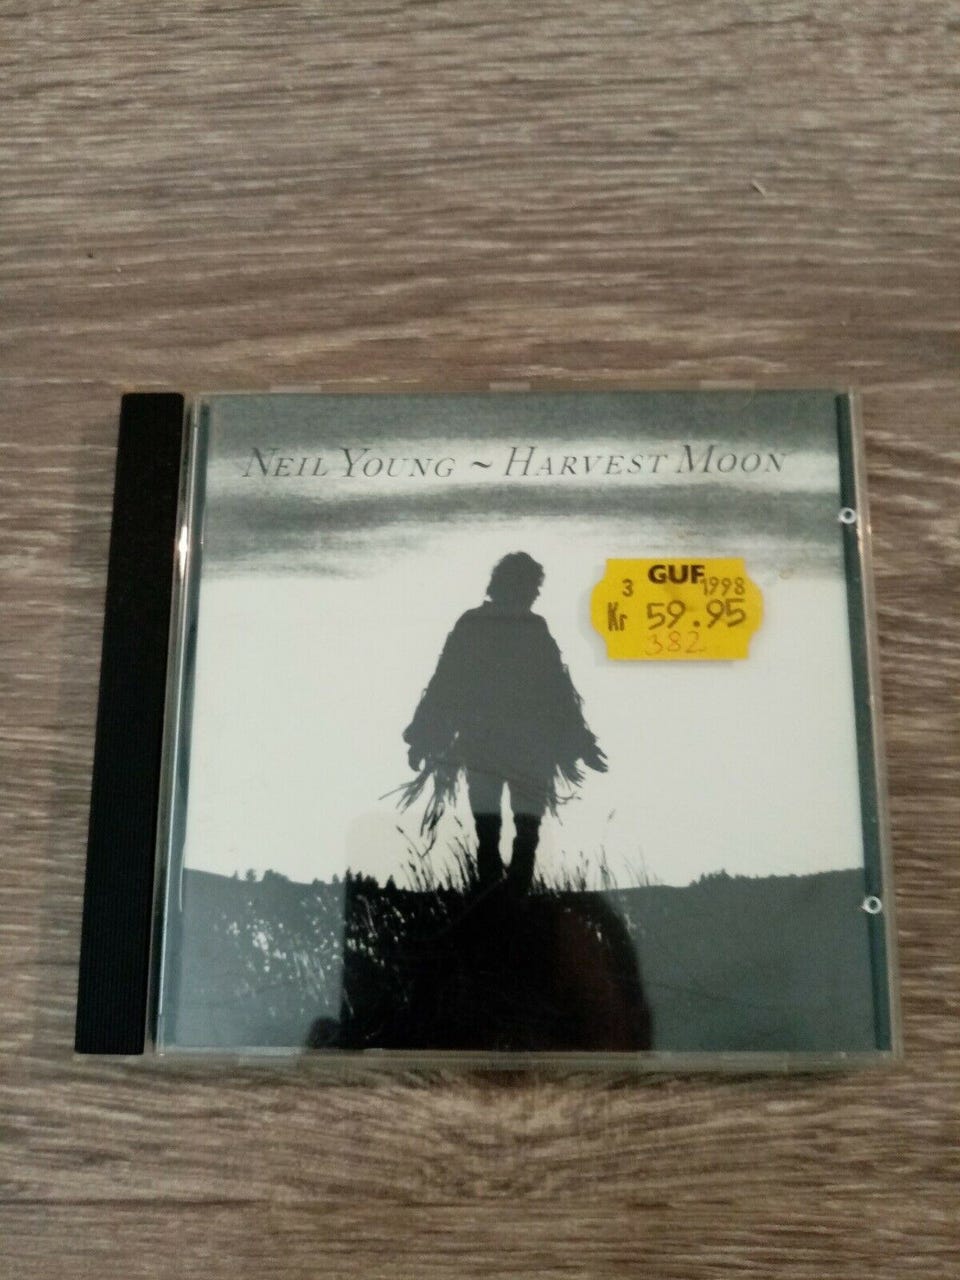 NEIL YOUNG ~ HARVEST MOON
GUF
3 1998
Kr 59.95
382